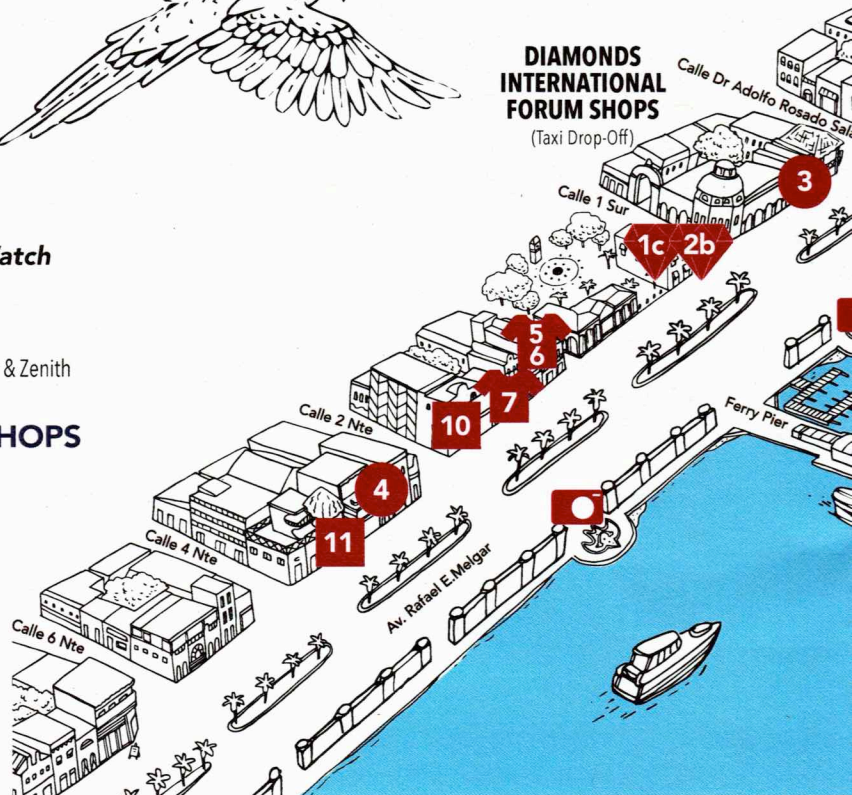 DIAMONDS
INTERNATIONAL
FORUM SHOPS
(Taxi Drop-Off)
Calle Dr Adolfo Rosado
3
Calle 1 Sur
1c
2b
& Zenith
5
6
7
HOPS
10
Calle 2 Nte
Ferry Pier
4
11
Calle 4 Nte
Av. Rafael E.Melgar
Calle 6 Nte